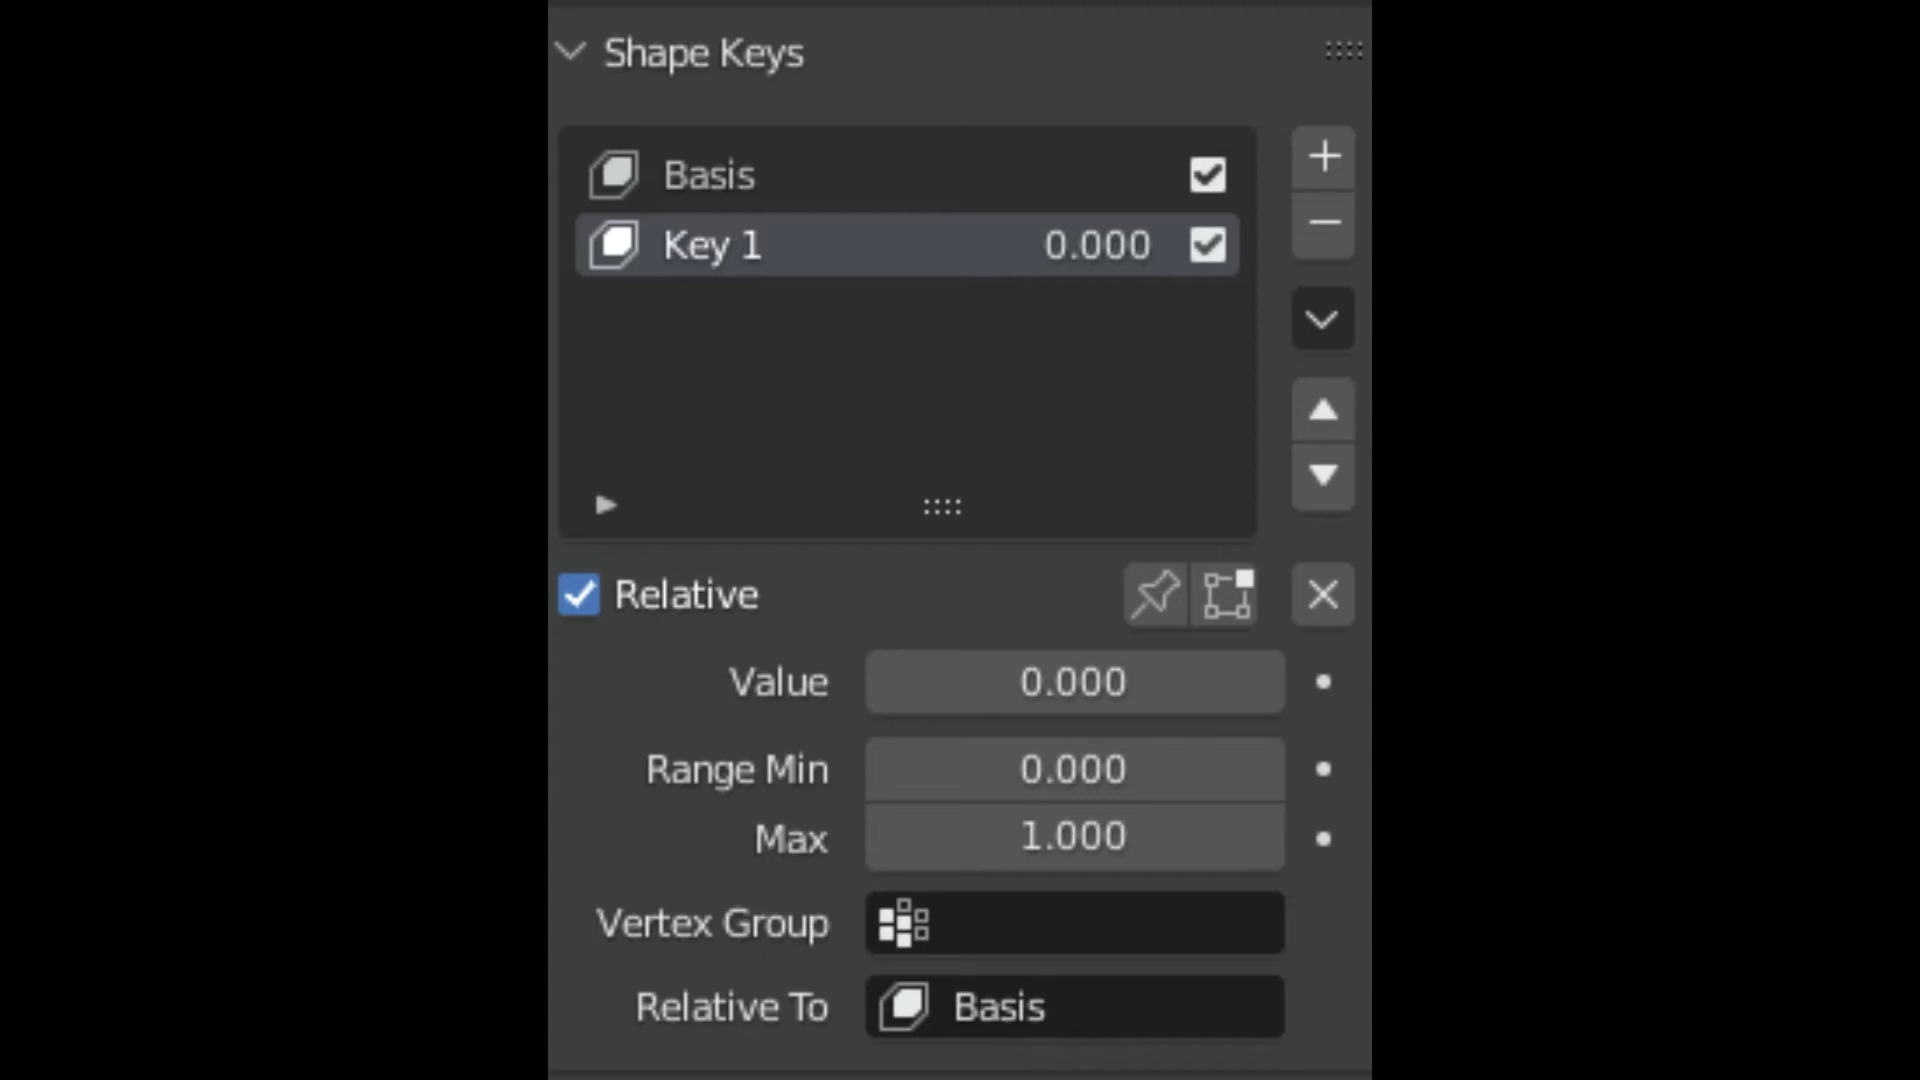 Shape Keys
Basis
Key 1 0.000
Relative
Value 0.000
Range Min 0.000
Max 1.000
Vertex Group
Relative To Basis